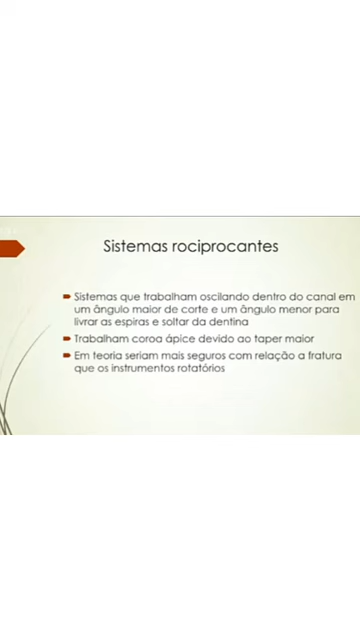 Sistemas rociprocantes
Sistemas que trabalham oscilando dentro do canal em
um ângulo maior de corte e um ângulo menor para
livrar as espiras e soltar da dentina
Trabalham coroa ápice devido ao taper maior
Em teoria seriam mais seguros com relação a fratura
que os instrumentos rotatórios